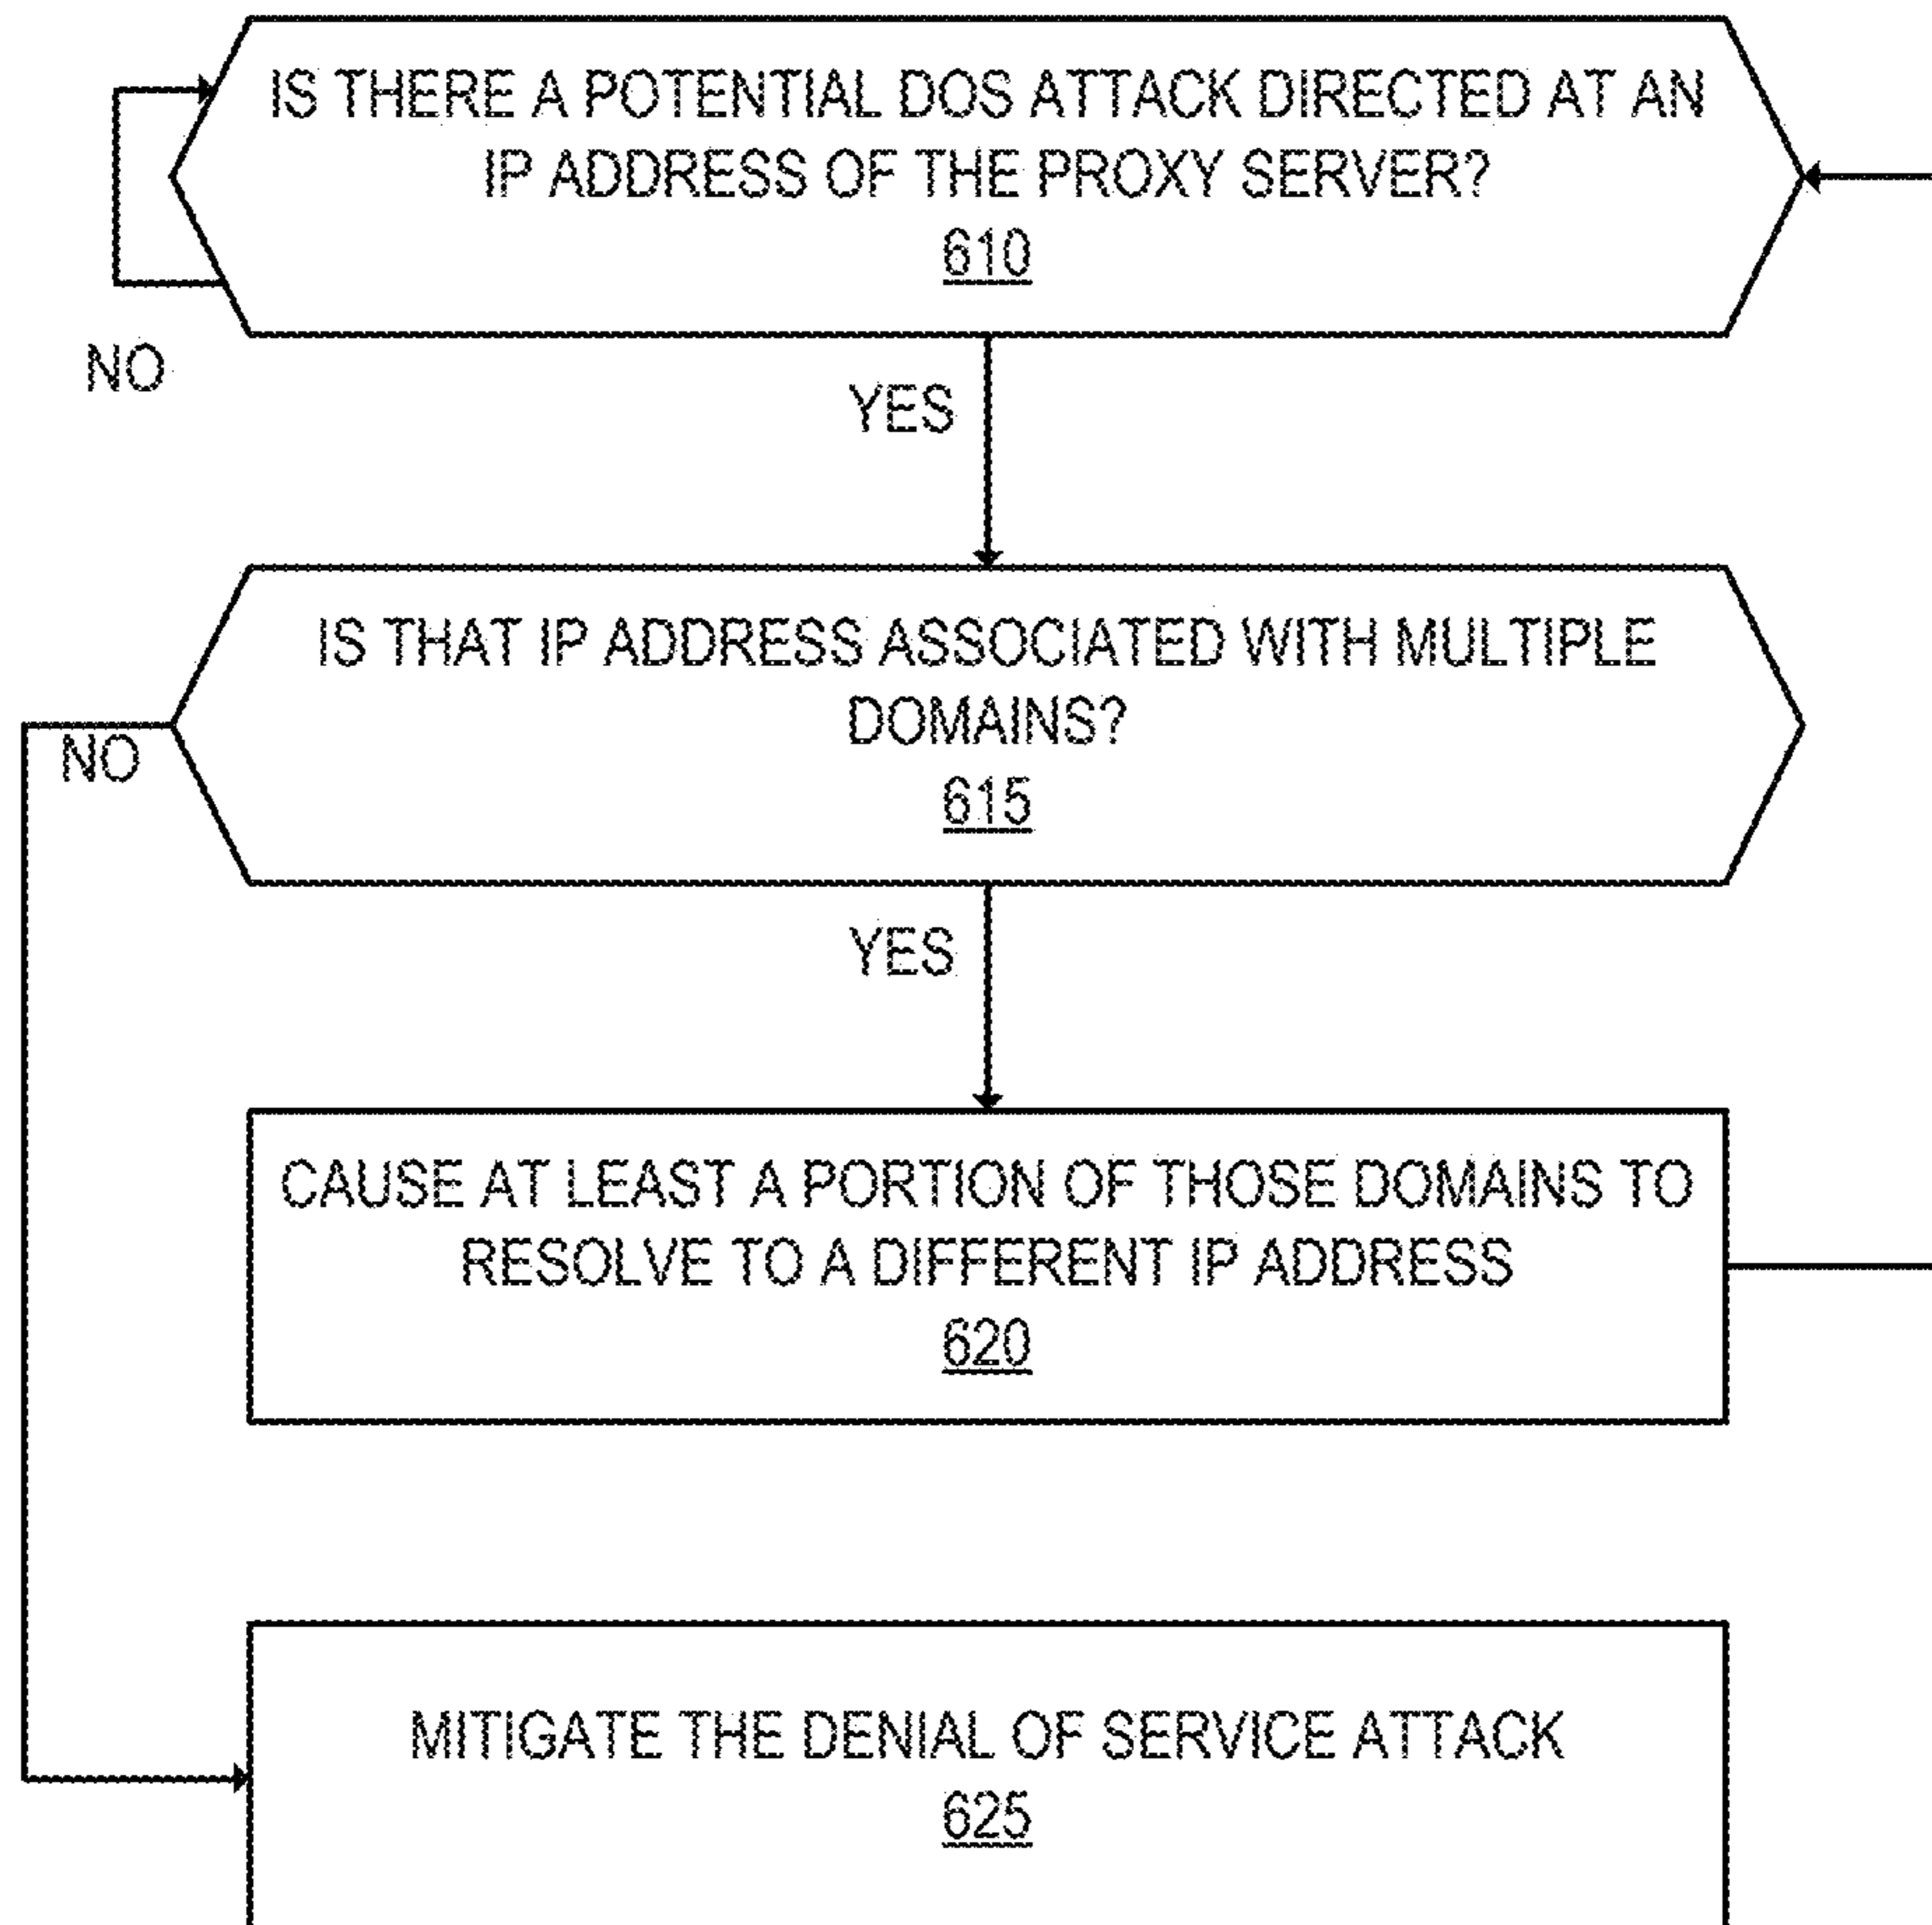 IS THERE A POTENTIAL DOS ATTACK DIRECTED AT AN
IP ADDRESS OF THE PROXY SERVER?
610
NO
YES
IS THAT IP ADDRESS ASSOCIATED WITH MULTIPLE
DOMAINS?
615
NO
YES
CAUSE AT LEAST A PORTION OF THOSE DOMAINS TO
RESOLVE TO A DIFFERENT IP ADDRESS
620
MITIGATE THE DENIAL OF SERVICE ATTACK
625